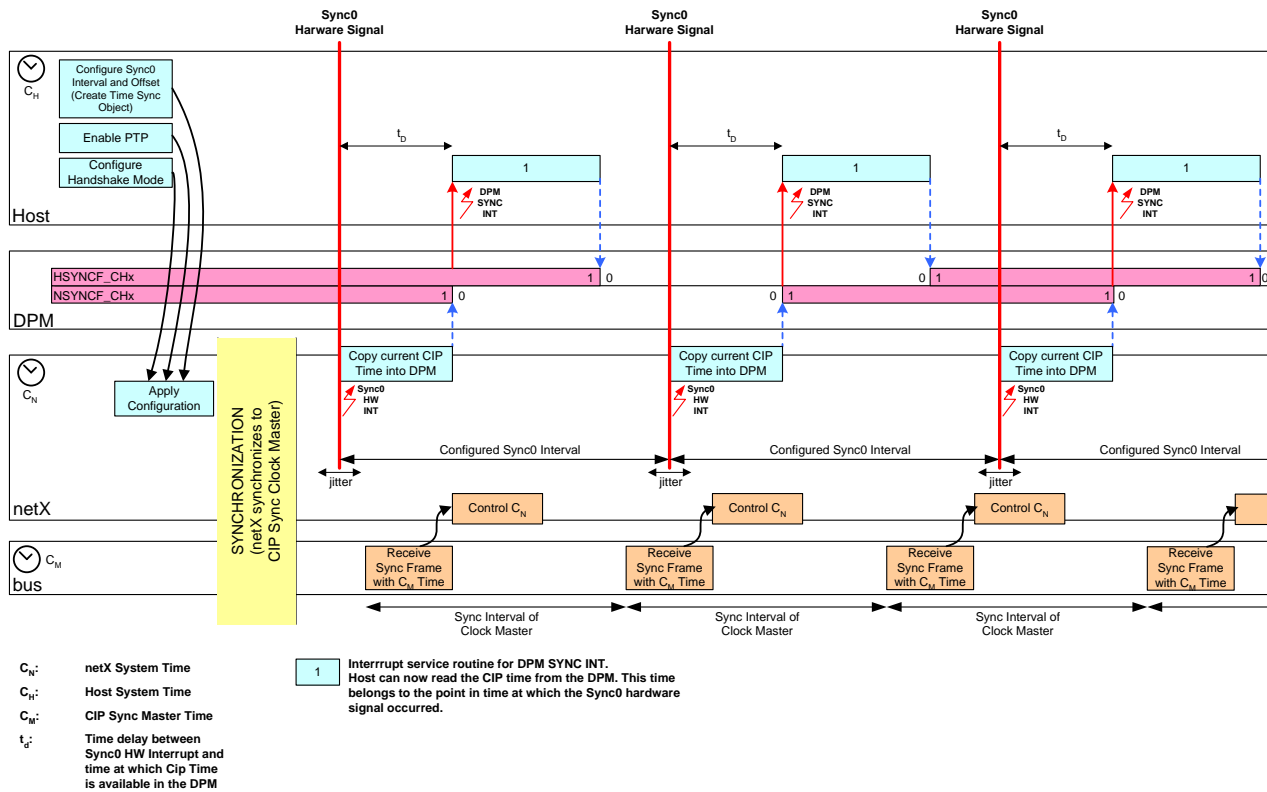 Sync0
Harware Signal
Sync0
Harware Signal
Sync0
Harware Signal
C_H
Configure Sync0
Interval and Offset
(Create Time Sync
Object)
Enable PTP
Configure
Handshake Mode
Host
t_D
t_D
t_D
1
1
1
DPM
SYNC
INT
DPM
SYNC
INT
DPM
SYNC
INT
HSYNCF_CHx
1
0
0
1
1
0
NSYNCF_CHx
1
0
0
1
1
0
DPM
C_N
Apply
Configuration
SYNCHRONIZATION
(netX synchronizes to
CIP Sync Clock Master)
Copy current CIP
Time into DPM
Copy current CIP
Time into DPM
Copy current CIP
Time into DPM
Sync0
HW
INT
Sync0
HW
INT
Sync0
HW
INT
Configured Sync0 Interval
Configured Sync0 Interval
Configured Sync0 Interval
jitter
jitter
jitter
netX
Control C_N
Control C_N
Control C_N
C_M
bus
Receive
Sync Frame
with C_M Time
Receive
Sync Frame
with C_M Time
Receive
Sync Frame
with C_M Time
Receive
Sync Frame
with C_M Time
Sync Interval of
Clock Master
Sync Interval of
Clock Master
Sync Interval of
Clock Master
C_N: netX System Time
C_H: Host System Time
C_M: CIP Sync Master Time
t_d: Time delay between
Sync0 HW Interrupt and
time at which Cip Time
is available in the DPM
1
Interrrupt service routine for DPM SYNC INT.
Host can now read the CIP time from the DPM. This time
belongs to the point in time at which the Sync0 hardware
signal occurred.